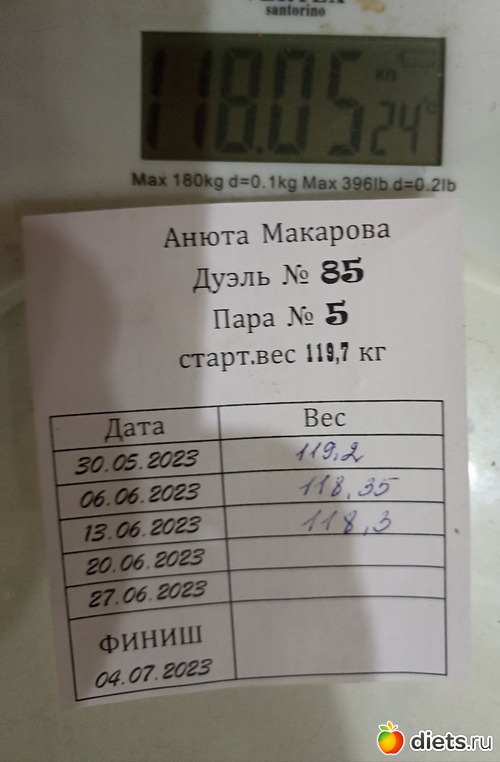 santorino
118.05 KG
24°C
Max 180kg d=0.1kg Max 396lb d=0.2lb
Анюта Макарова
Дуэль № 85
Пара № 5
старт.вес 119,7 кг
Дата Вес
30.05.2023 119,2
06.06.2023 118,35
13.06.2023 118,3
20.06.2023
27.06.2023
ФИНИШ
04.07.2023
diets.ru